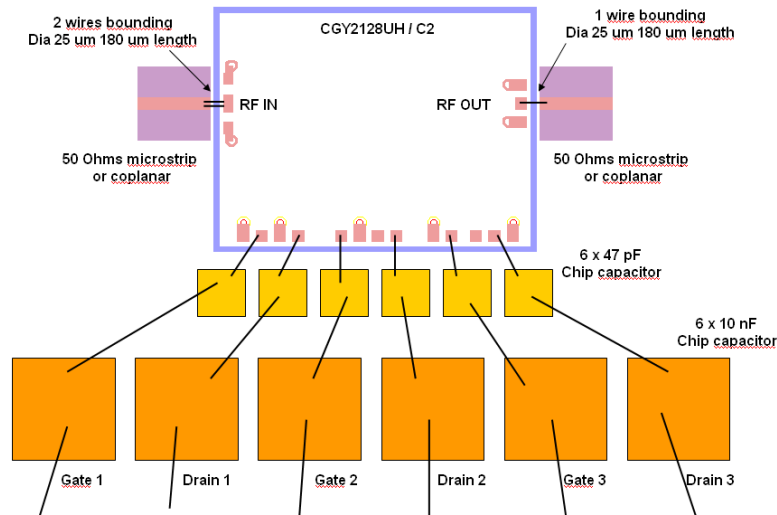 2 wires bounding
Dia 25 um 180 um length
CGY2128UH / C2
1 wire bounding
Dia 25 um 180 um length
RF IN
RF OUT
50 Ohms microstrip
or coplanar
50 Ohms microstrip
or coplanar
6 x 47 pF
Chip capacitor
6 x 10 nF
Chip capacitor
Gate 1
Drain 1
Gate 2
Drain 2
Gate 3
Drain 3